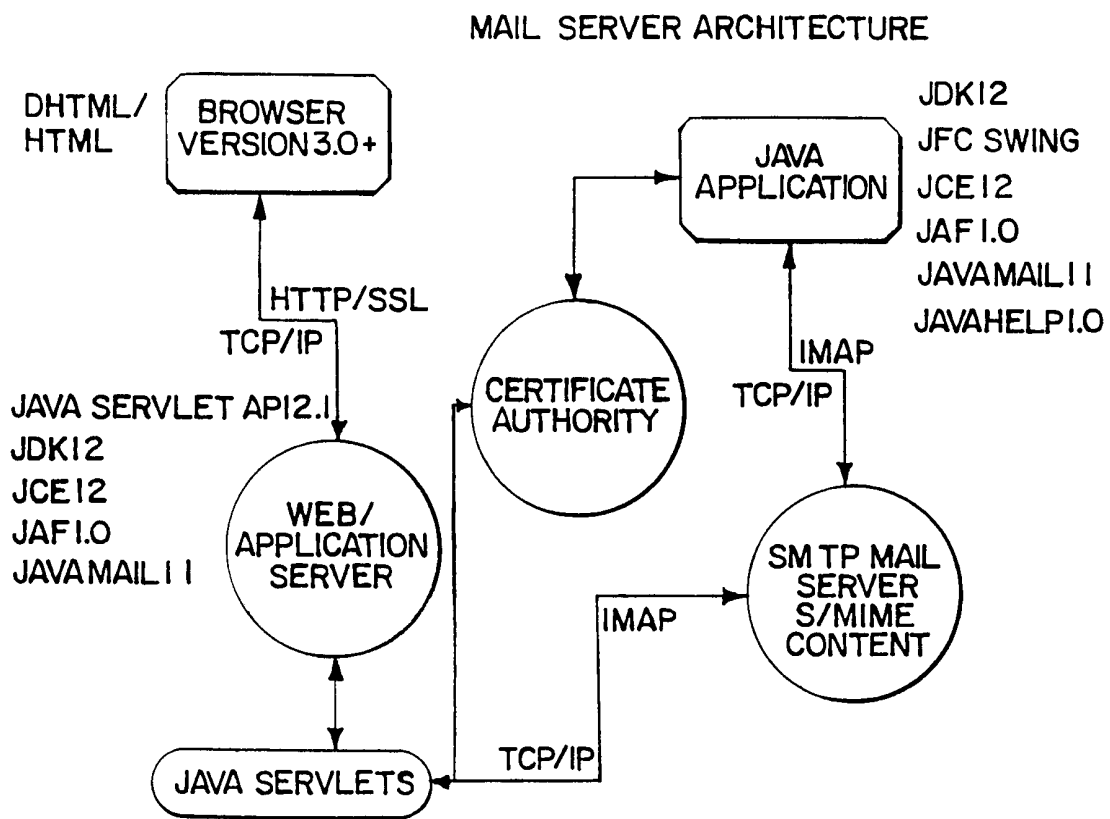 MAIL SERVER ARCHITECTURE
DHTML/
HTML
BROWSER
VERSION 3.0+
JAVA
APPLICATION
JDK12
JFC SWING
JCE12
JAF1.0
JAVAMAIL11
JAVAHELP1.0
HTTP/SSL
TCP/IP
IMAP
TCP/IP
CERTIFICATE
AUTHORITY
JAVA SERVLET API2.1
JDK12
JCE12
JAF1.0
JAVAMAIL11
WEB/
APPLICATION
SERVER
SMTP MAIL
SERVER
S/MIME
CONTENT
IMAP
TCP/IP
JAVA SERVLETS